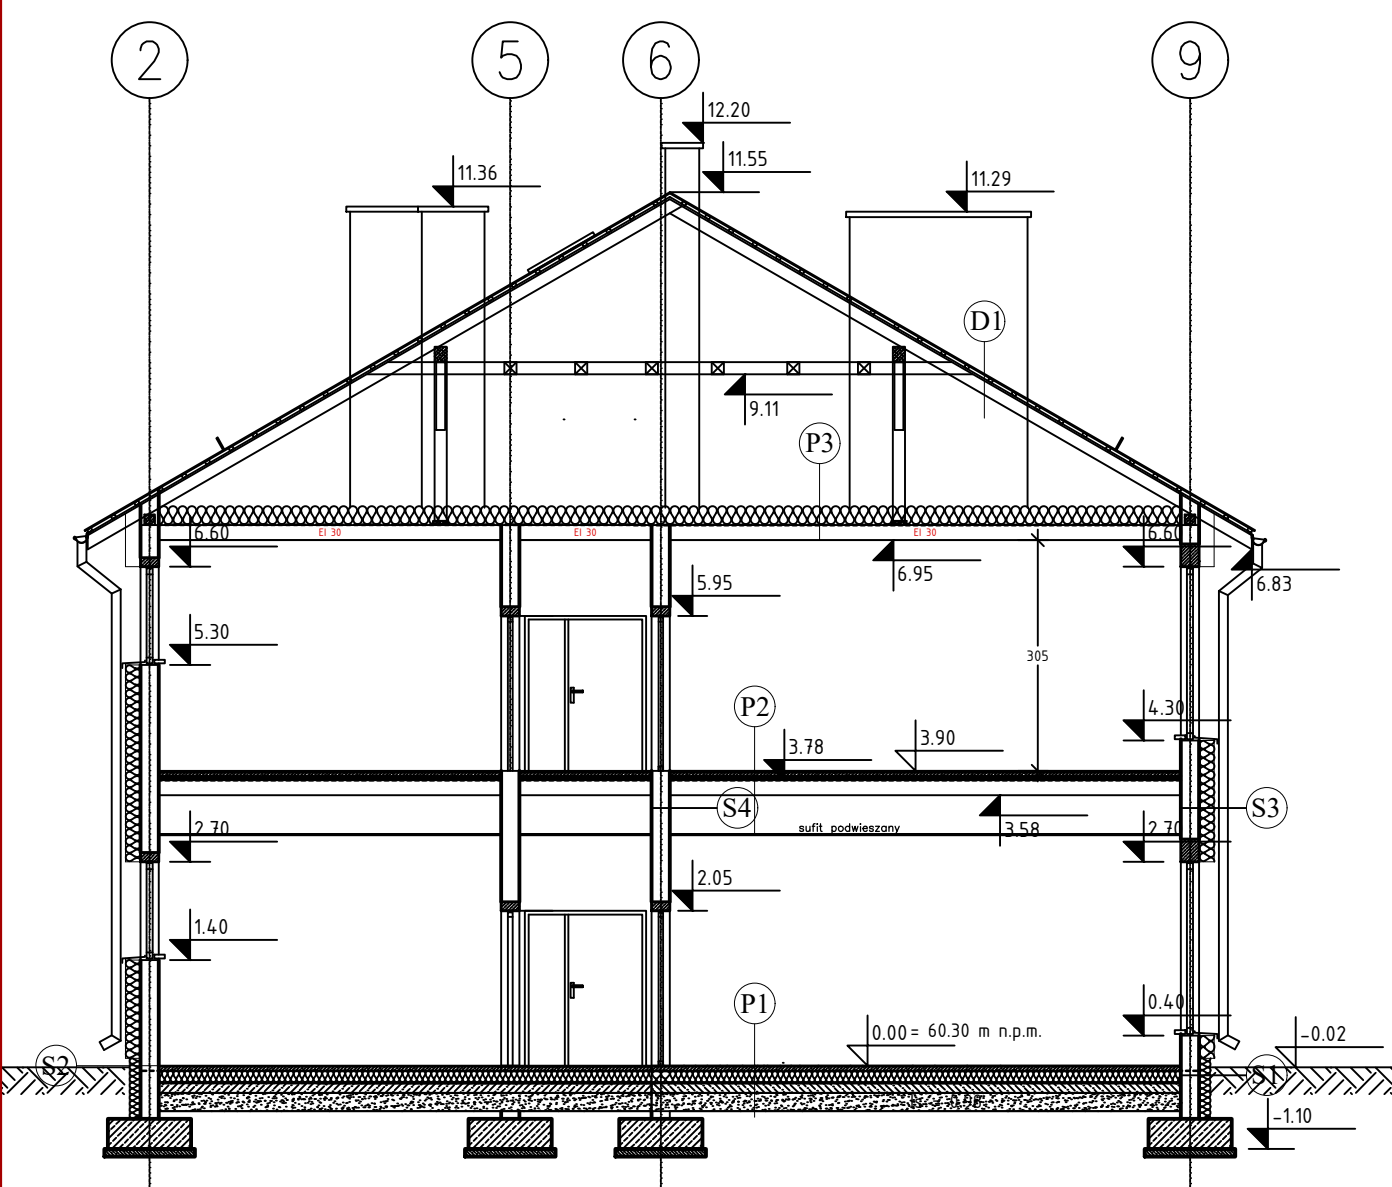 2 5 6 9
12.20
11.55
11.36
11.29
D1
9.11
P3
EI 30 EI 30 EI 30
6.60 6.60
6.95
6.83
5.95
5.30
305
P2
4.30
3.78 3.90
S4 S3
2.70 sufit podwieszany 3.58 2.70
2.05
1.40
P1
0.40
0.00 = 60.30 m n.p.m.
-0.02
S2 S1
-1.10